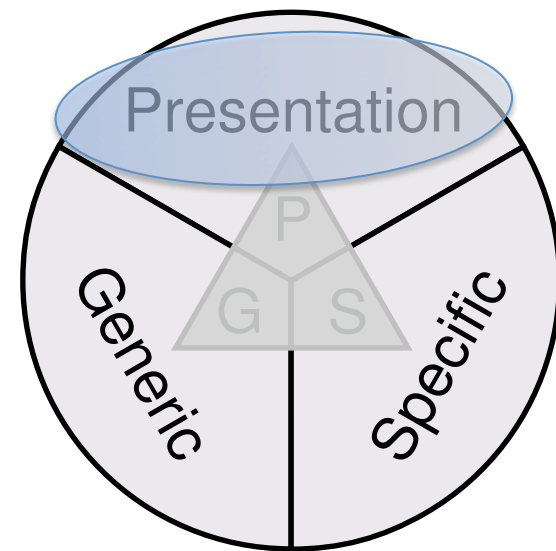 Presentation
P
G S
Generic
Specific